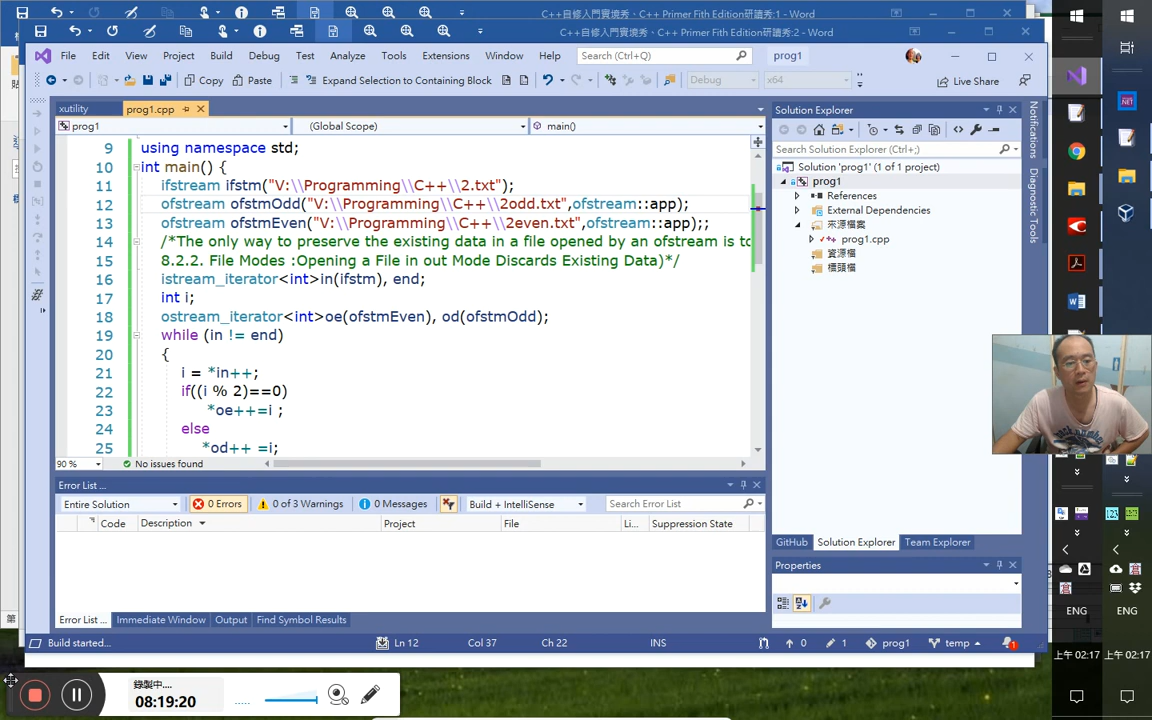 C++自修入門實境秀、C++ Primer Fith Edition研讀秀:1 - Word
C++自修入門實境秀、C++ Primer Fith Edition研讀秀:2 - Word
File Edit View Project Build Debug Test Analyze Tools Extensions Window Help Search (Ctrl+Q) prog1
Copy Paste Expand Selection to Containing Block Debug x64 Live Share
xutility prog1.cpp
prog1 (Global Scope) main()
9 using namespace std;
10 int main() {
11 ifstream ifstm("V:\\Programming\\C++\\2.txt");
12 ofstream ofstmOdd("V:\\Programming\\C++\\2odd.txt",ofstream::app);
13 ofstream ofstmEven("V:\\Programming\\C++\\2even.txt",ofstream::app);;
14 /*The only way to preserve the existing data in a file opened by an ofstream is to
15 8.2.2. File Modes :Opening a File in out Mode Discards Existing Data)*/
16 istream_iterator<int>in(ifstm), end;
17 int i;
18 ostream_iterator<int>oe(ofstmEven), od(ofstmOdd);
19 while (in != end)
20 {
21 i = *in++;
22 if((i % 2)==0)
23 *oe++=i ;
24 else
25 *od++ =i;
90 % No issues found
Error List ...
Entire Solution 0 Errors 0 of 3 Warnings 0 Messages Build + IntelliSense Search Error List
Code Description Project File Li... Suppression State
Error List ... Immediate Window Output Find Symbol Results
Solution Explorer
Search Solution Explorer (Ctrl+;)
Solution 'prog1' (1 of 1 project)
prog1
References
External Dependencies
來源檔案
prog1.cpp
資源檔
標頭檔
GitHub Solution Explorer Team Explorer
Properties
Notifications
Diagnostic Tools
Build started... Ln 12 Col 37 Ch 22 INS 0 1 prog1 temp 1
錄製中....
08:19:20
ENG ENG
上午 02:17 上午 02:17